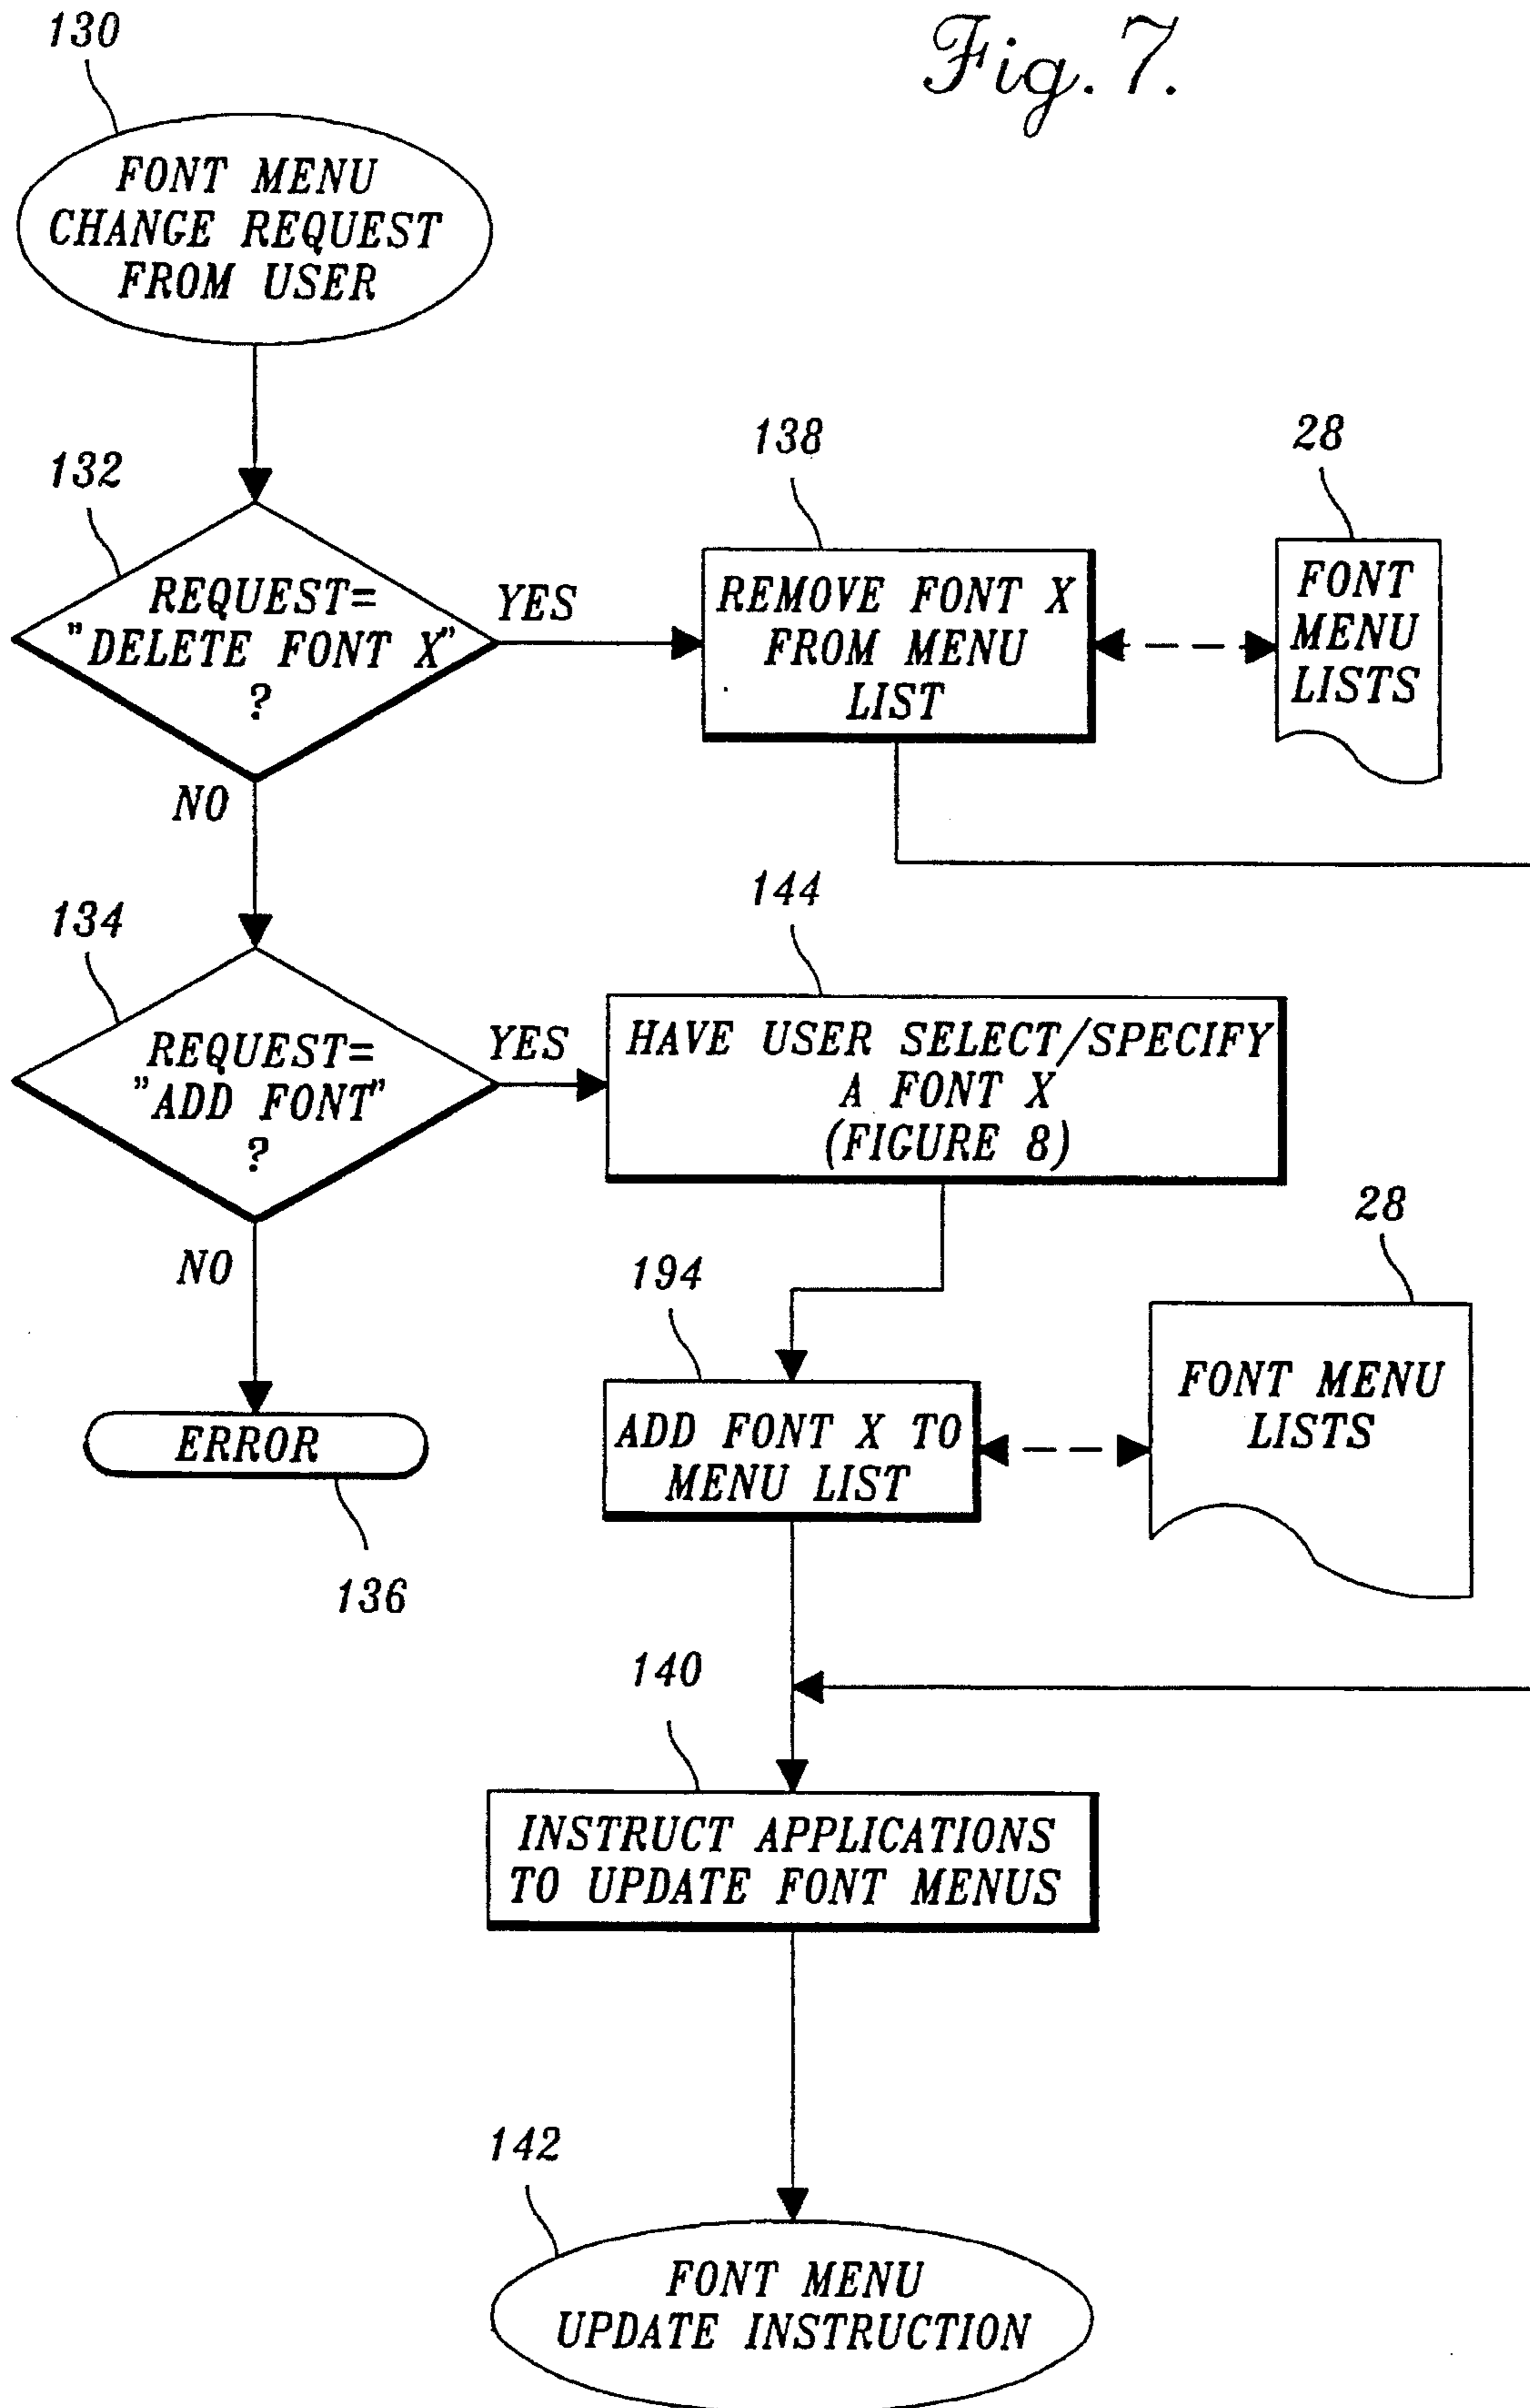 Fig. 7.
130
FONT MENU
CHANGE REQUEST
FROM USER
132
REQUEST=
"DELETE FONT X"
?
YES
NO
138
REMOVE FONT X
FROM MENU
LIST
28
FONT
MENU
LISTS
134
REQUEST=
"ADD FONT"
?
YES
NO
144
HAVE USER SELECT/SPECIFY
A FONT X
(FIGURE 8)
ERROR
136
194
ADD FONT X TO
MENU LIST
28
FONT MENU
LISTS
140
INSTRUCT APPLICATIONS
TO UPDATE FONT MENUS
142
FONT MENU
UPDATE INSTRUCTION